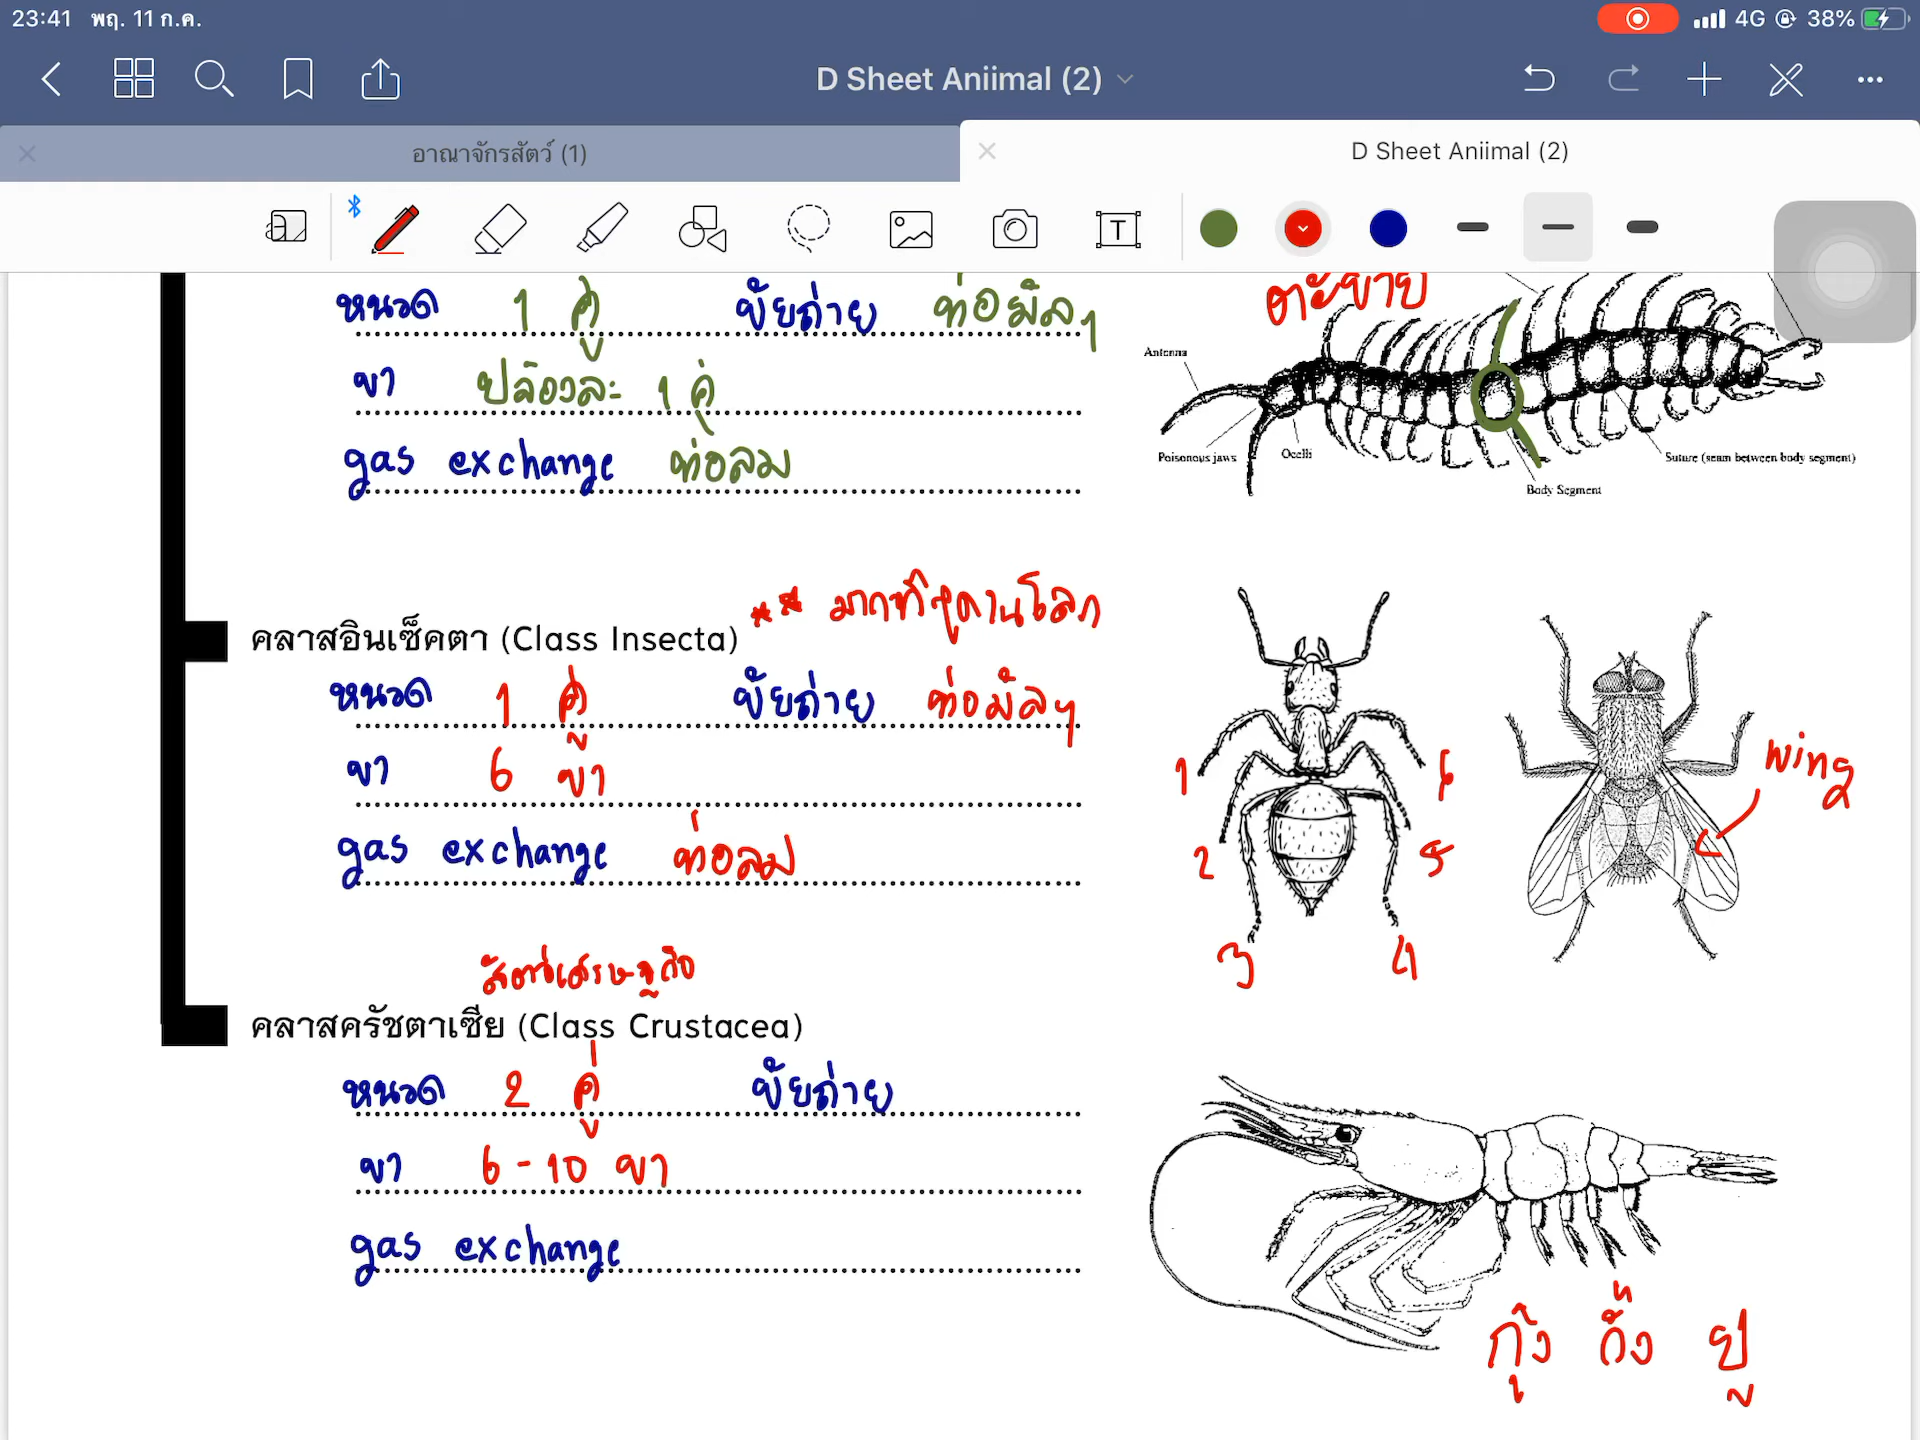 23:41 พฤ. 11 ก.ค.
4G 38%
D Sheet Aniimal (2)
อาณาจักรสัตว์ (1)
D Sheet Aniimal (2)
T
หนวด 1 คู่ ขับถ่าย ท่อมัลฯ
ตะขาบ
Antenna
ขา ปล้องละ 1 คู่
gas exchange ท่อลม
Poisonous jaws
Ocelli
Suture (seam between body segment)
Body Segment
** มากที่สุดบนโลก
คลาสอินเซ็คตา (Class Insecta)
หนวด 1 คู่ ขับถ่าย ท่อมัลฯ
ขา 6 ขา
gas exchange ท่อลม
1 6
2 5
3 4
wing
สัตว์เศรษฐกิจ
คลาสครัชตาเซีย (Class Crustacea)
หนวด 2 คู่ ขับถ่าย
ขา 6 - 10 ขา
gas exchange
กุ้ง กั้ง ปู